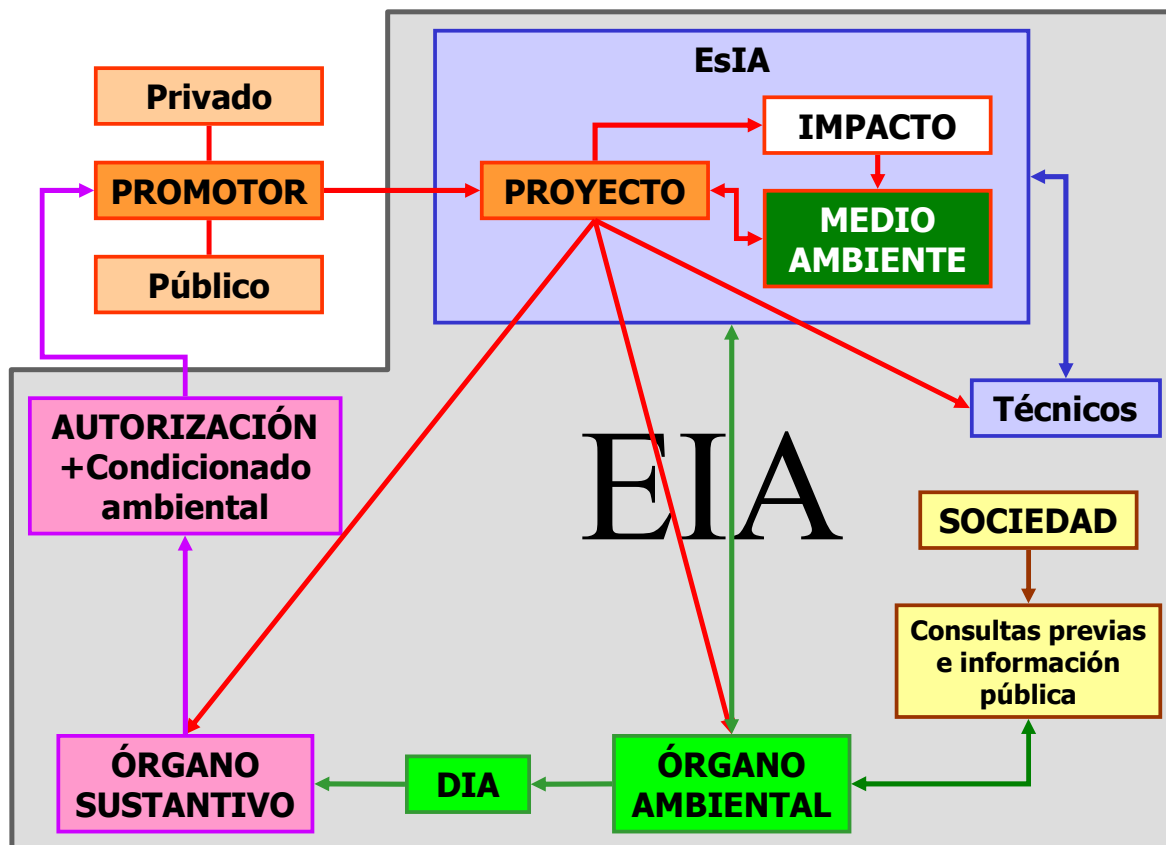 EsIA
Privado
IMPACTO
PROMOTOR
PROYECTO
MEDIO
AMBIENTE
Público
Técnicos
AUTORIZACIÓN
+Condicionado
ambiental
EIA
SOCIEDAD
Consultas previas
e información
pública
ÓRGANO
SUSTANTIVO
DIA
ÓRGANO
AMBIENTAL